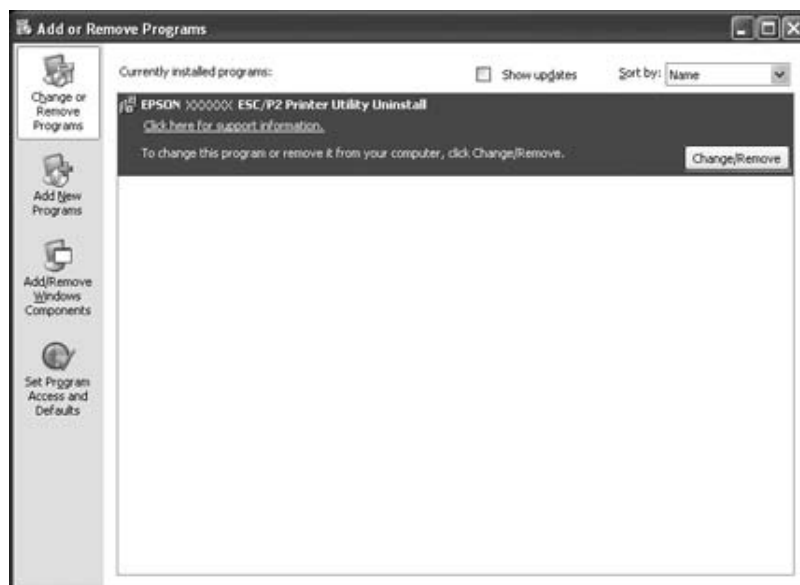 Add or Remove Programs
Change or
Remove
Programs
Add New
Programs
Add/Remove
Windows
Components
Set Program
Access and
Defaults
Currently installed programs:
Show updates
Sort by:
Name
EPSON XXXXXX ESC/P2 Printer Utility Uninstall
Click here for support information.
To change this program or remove it from your computer, click Change/Remove.
Change/Remove